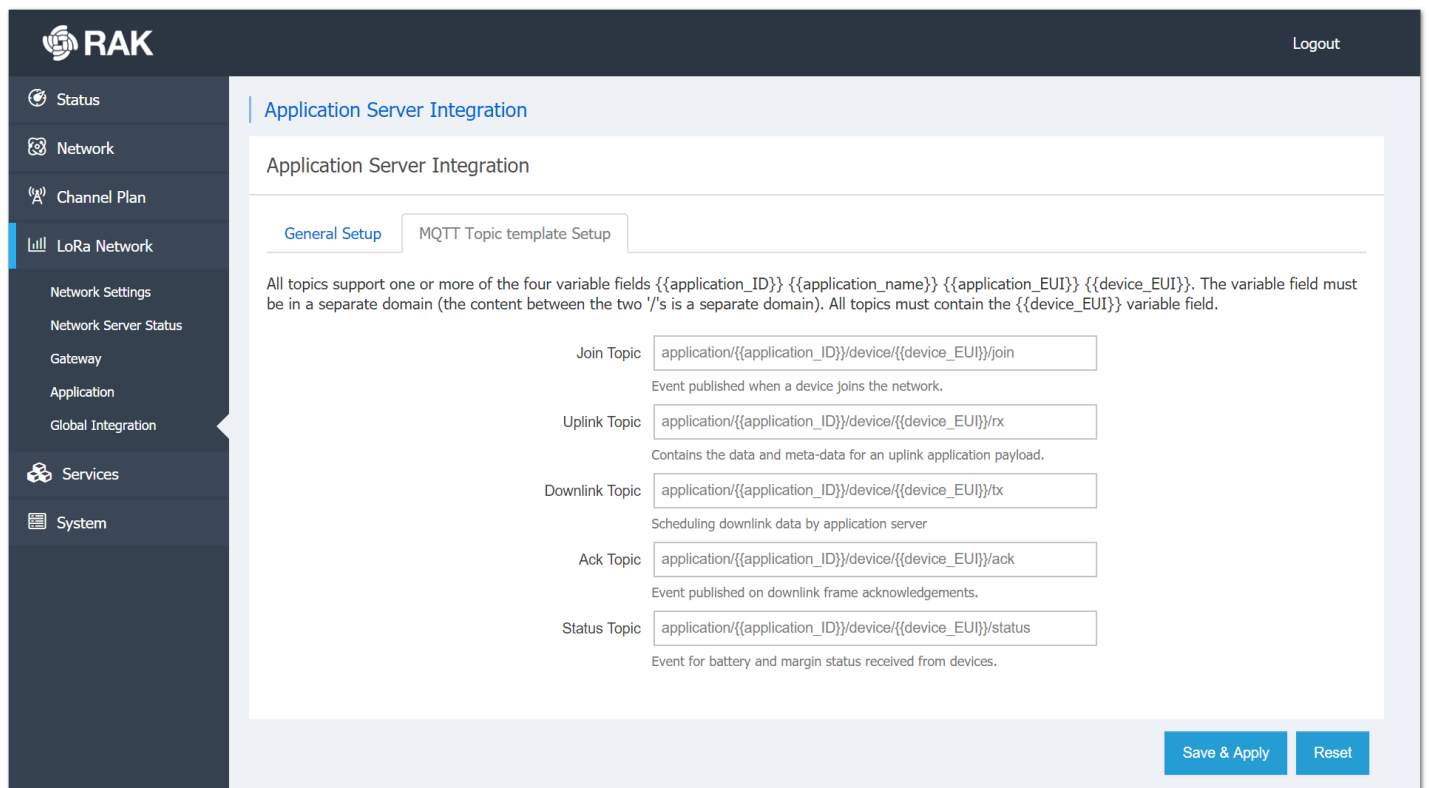 RAK
Logout
Status
Network
Channel Plan
LoRa Network
Network Settings
Network Server Status
Gateway
Application
Global Integration
Services
System
Application Server Integration
Application Server Integration
General Setup
MQTT Topic template Setup
All topics support one or more of the four variable fields {{application_ID}} {{application_name}} {{application_EUI}} {{device_EUI}}. The variable field must
be in a separate domain (the content between the two '/'s is a separate domain). All topics must contain the {{device_EUI}} variable field.
Join Topic application/{{application_ID}}/device/{{device_EUI}}/join
Event published when a device joins the network.
Uplink Topic application/{{application_ID}}/device/{{device_EUI}}/rx
Contains the data and meta-data for an uplink application payload.
Downlink Topic application/{{application_ID}}/device/{{device_EUI}}/tx
Scheduling downlink data by application server
Ack Topic application/{{application_ID}}/device/{{device_EUI}}/ack
Event published on downlink frame acknowledgements.
Status Topic application/{{application_ID}}/device/{{device_EUI}}/status
Event for battery and margin status received from devices.
Save & Apply
Reset